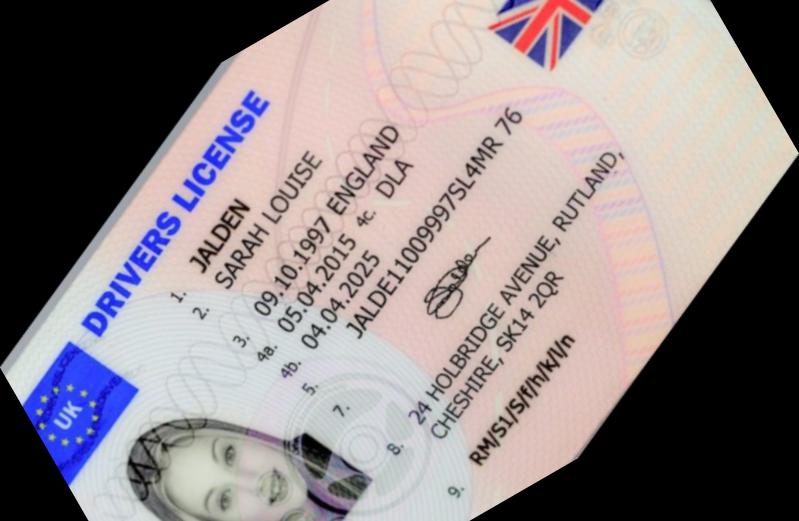 DRIVERS LICENSE
UK
1. JALDEN
2. SARAH LOUISE
3. 09.10.1997 ENGLAND
4a. 05.04.2015 4c. DLA
4b. 04.04.2025
5. JALDE11009997SL4MR 76
7.
8. 24 HOLBRIDGE AVENUE, RUTLAND,
CHESHIRE, SK14 2QR
9. RM/S1/S/f/h/k/l/n